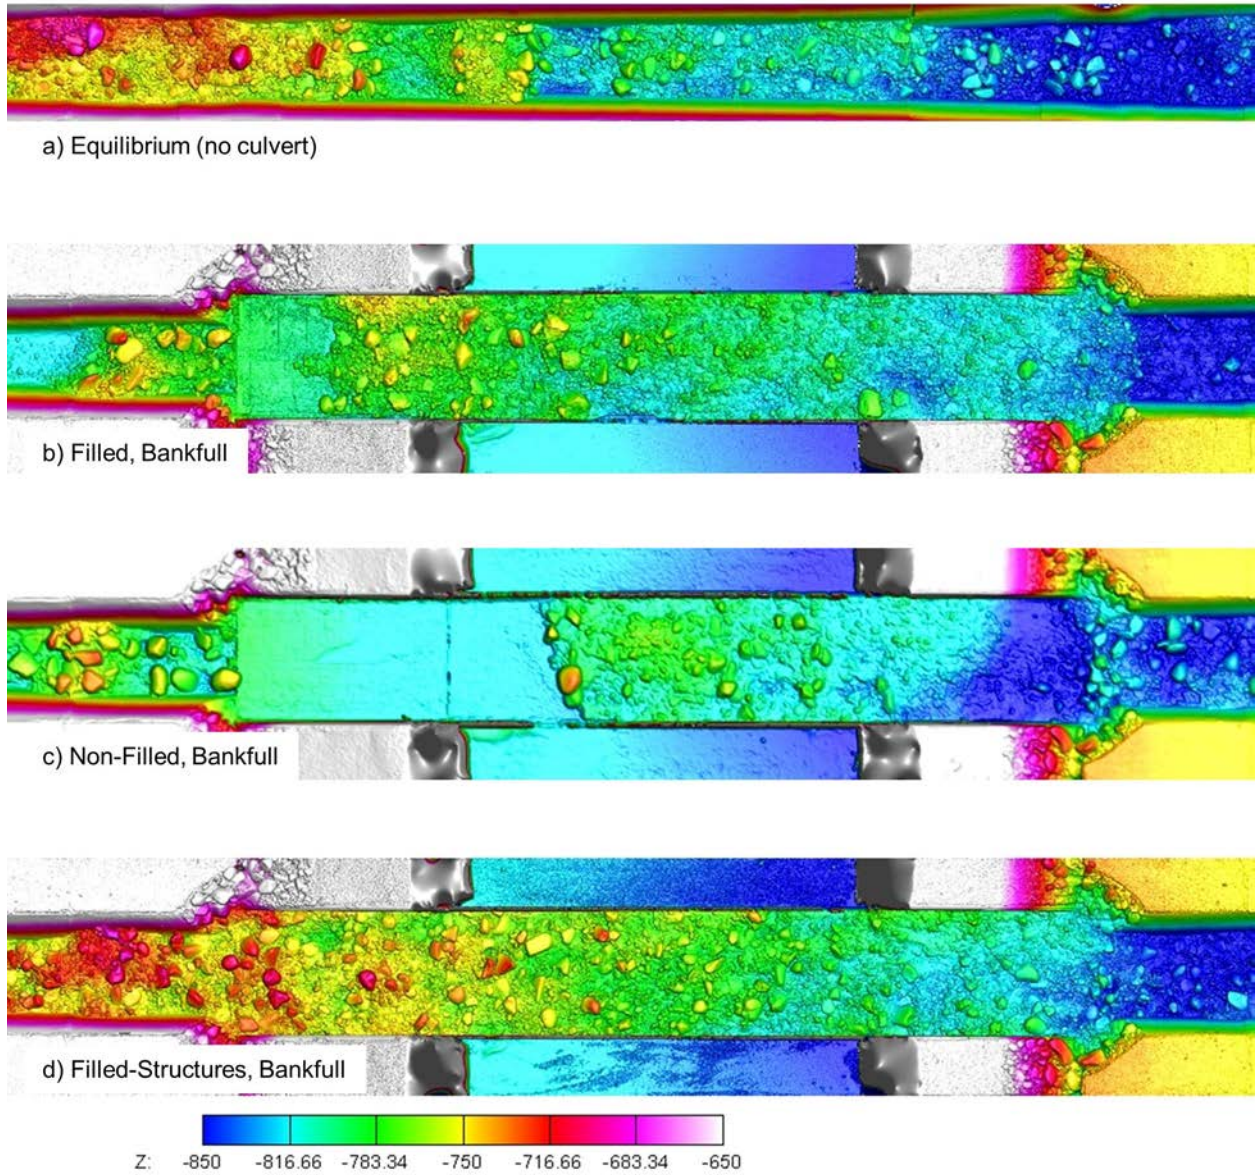 a) Equilibrium (no culvert)
b) Filled, Bankfull
c) Non-Filled, Bankfull
d) Filled-Structures, Bankfull
Z: -850 -816.66 -783.34 -750 -716.66 -683.34 -650